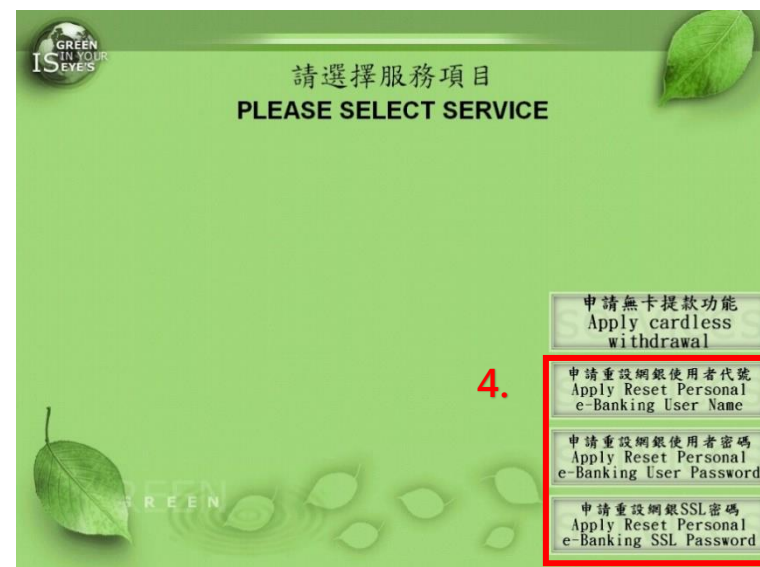 GREEN
IS IN YOUR
EYE'S
請選擇服務項目
PLEASE SELECT SERVICE
申請無卡提款功能
Apply cardless
withdrawal
4.
申請重設網銀使用者代號
Apply Reset Personal
e-Banking User Name
申請重設網銀使用者密碼
Apply Reset Personal
e-Banking User Password
申請重設網銀SSL密碼
Apply Reset Personal
e-Banking SSL Password
GREEN